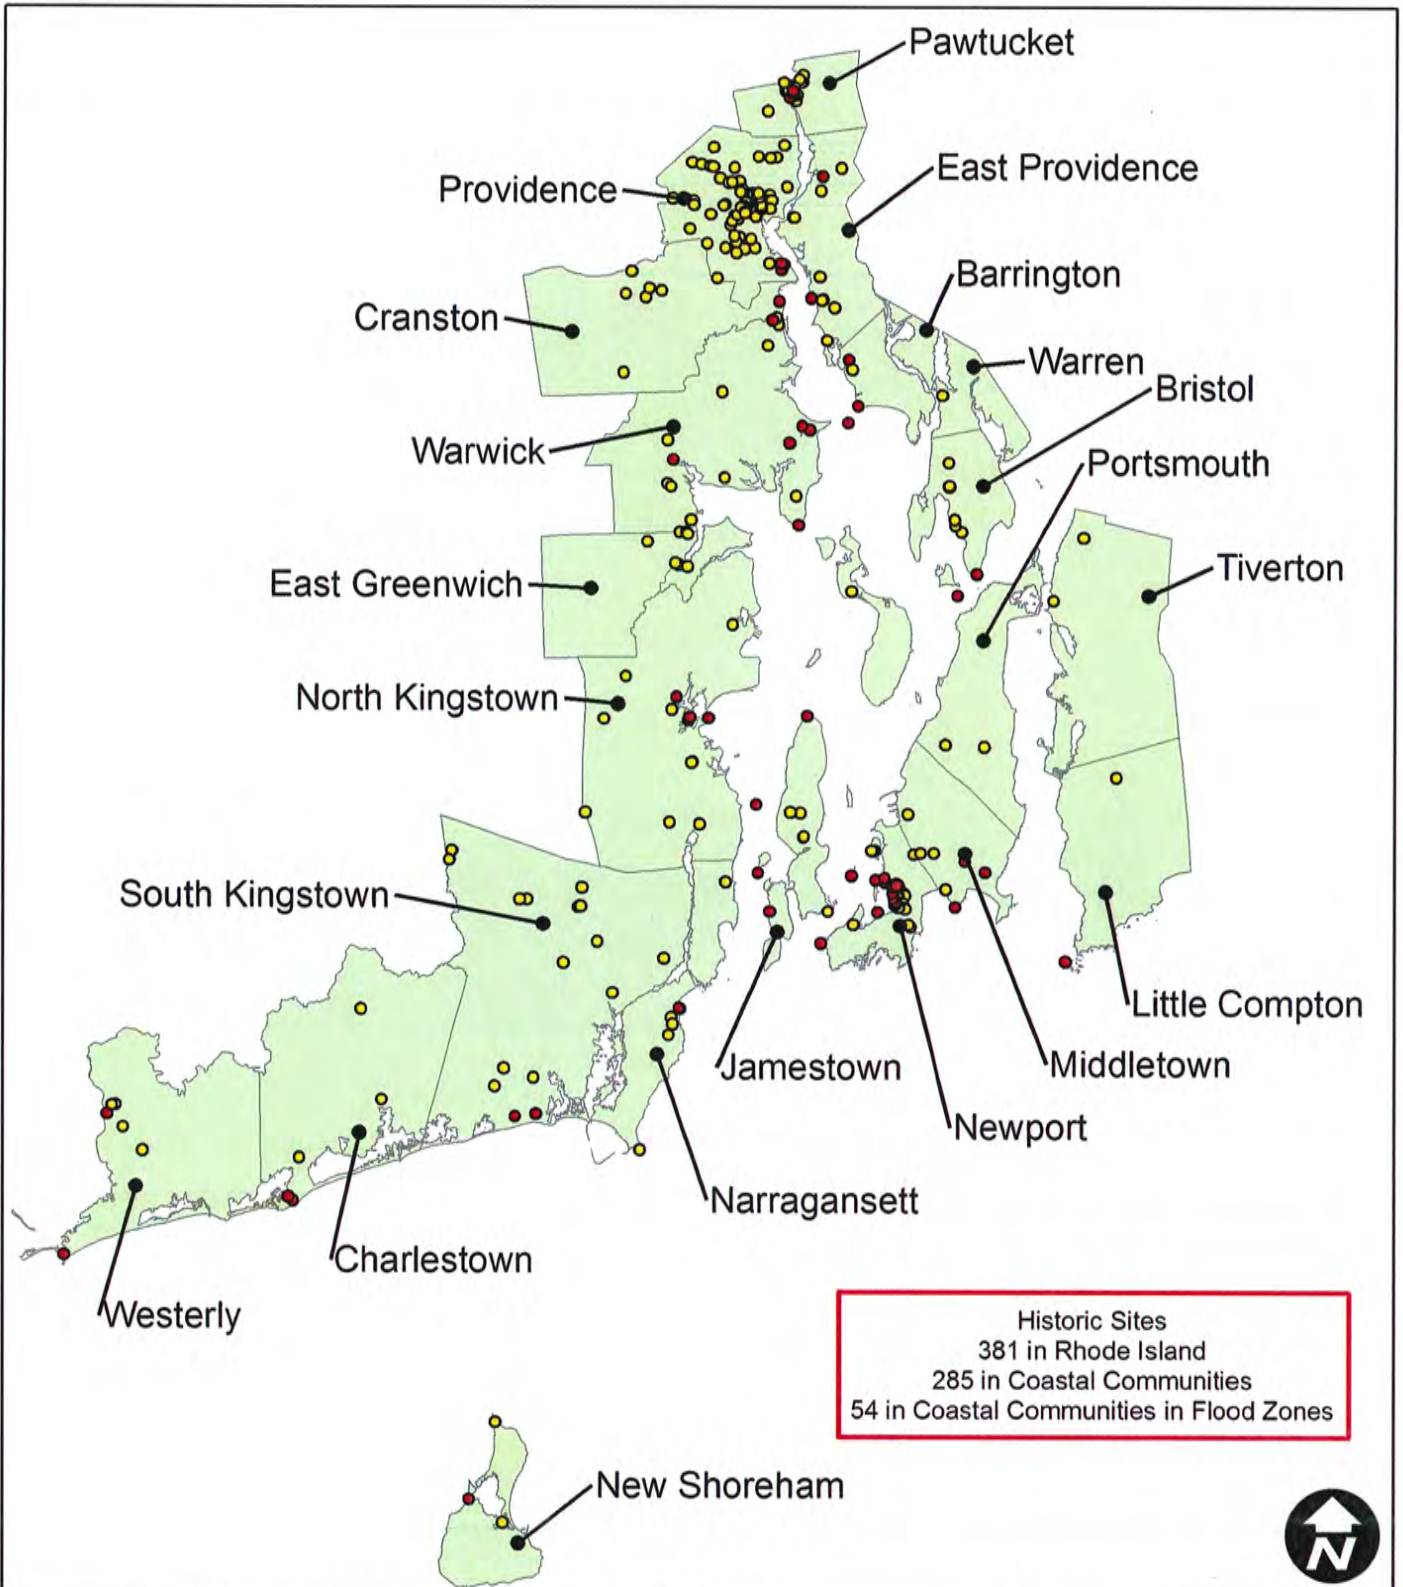 Pawtucket
East Providence
Providence
Barrington
Cranston
Warren
Bristol
Warwick
Portsmouth
Tiverton
East Greenwich
North Kingstown
South Kingstown
Little Compton
Jamestown
Middletown
Newport
Narragansett
Charlestown
Westerly
Historic Sites
381 in Rhode Island
285 in Coastal Communities
54 in Coastal Communities in Flood Zones
New Shoreham
N